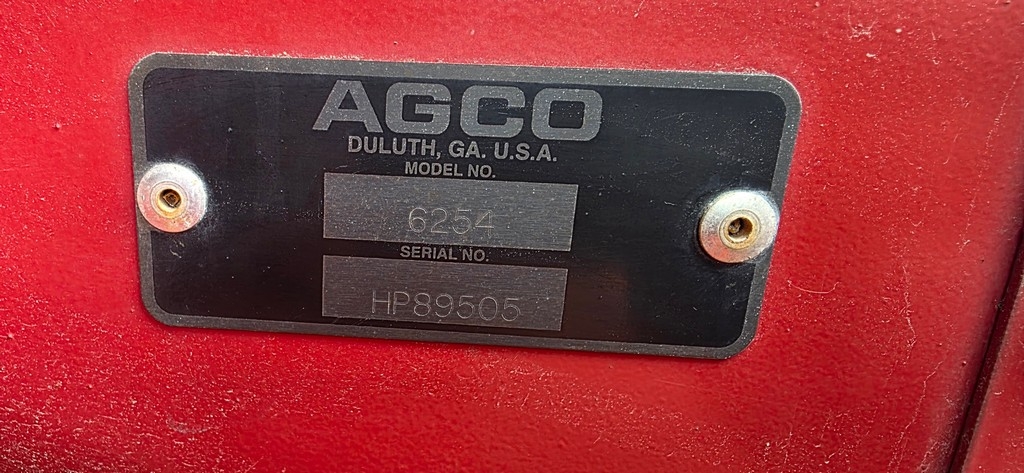 AGCO
DULUTH, GA. U.S.A.
MODEL NO.
6254
SERIAL NO.
HP89505